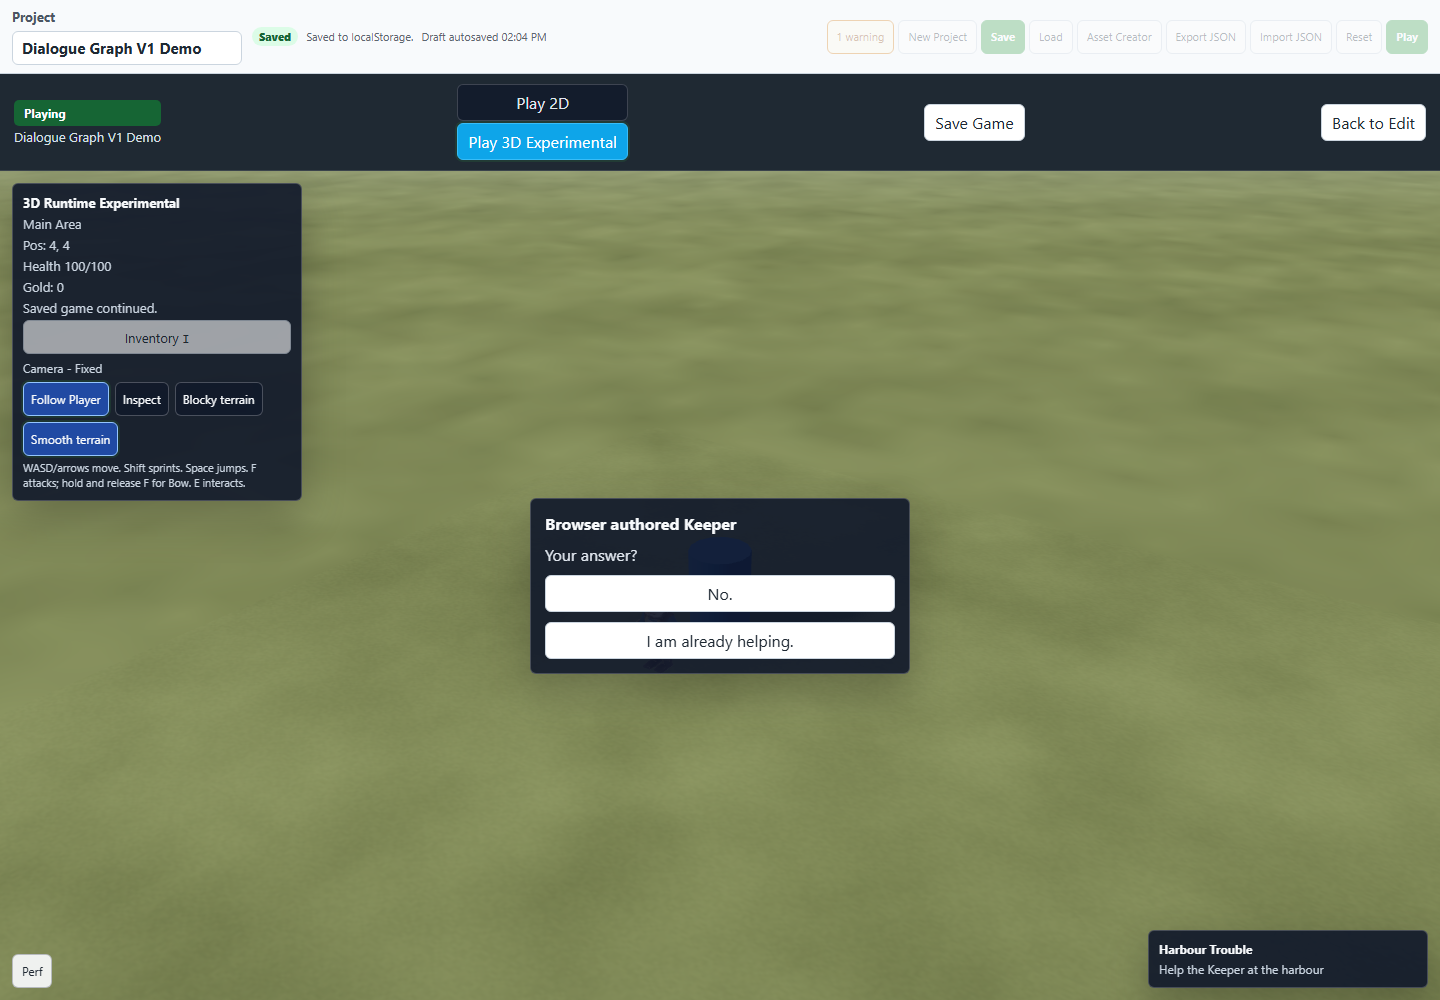 Project
Dialogue Graph V1 Demo
Saved
Saved to localStorage.
Draft autosaved 02:04 PM
1 warning
New Project
Save
Load
Asset Creator
Export JSON
Import JSON
Reset
Play
Playing
Dialogue Graph V1 Demo
Play 2D
Play 3D Experimental
Save Game
Back to Edit
3D Runtime Experimental
Main Area
Pos: 4, 4
Health 100/100
Gold: 0
Saved game continued.
Inventory I
Camera - Fixed
Follow Player
Inspect
Blocky terrain
Smooth terrain
WASD/arrows move. Shift sprints. Space jumps. F
attacks; hold and release F for Bow. E interacts.
Browser authored Keeper
Your answer?
No.
I am already helping.
Harbour Trouble
Help the Keeper at the harbour
Perf